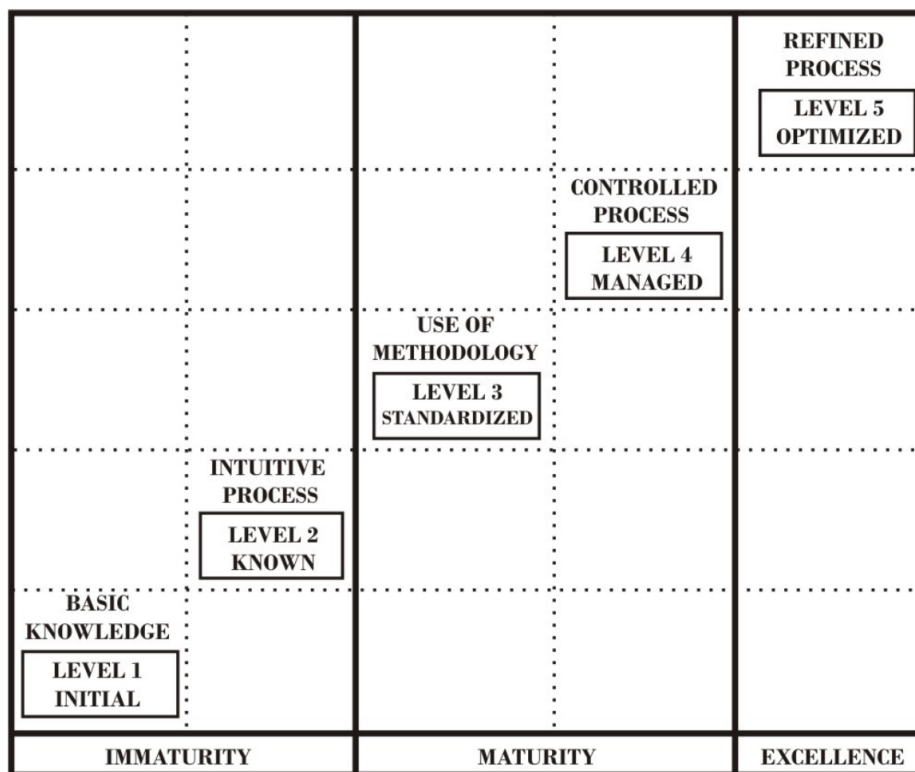 REFINED
PROCESS
LEVEL 5
OPTIMIZED
CONTROLLED
PROCESS
LEVEL 4
MANAGED
USE OF
METHODOLOGY
LEVEL 3
STANDARDIZED
INTUITIVE
PROCESS
LEVEL 2
KNOWN
BASIC
KNOWLEDGE
LEVEL 1
INITIAL
IMMATURITY
MATURITY
EXCELLENCE